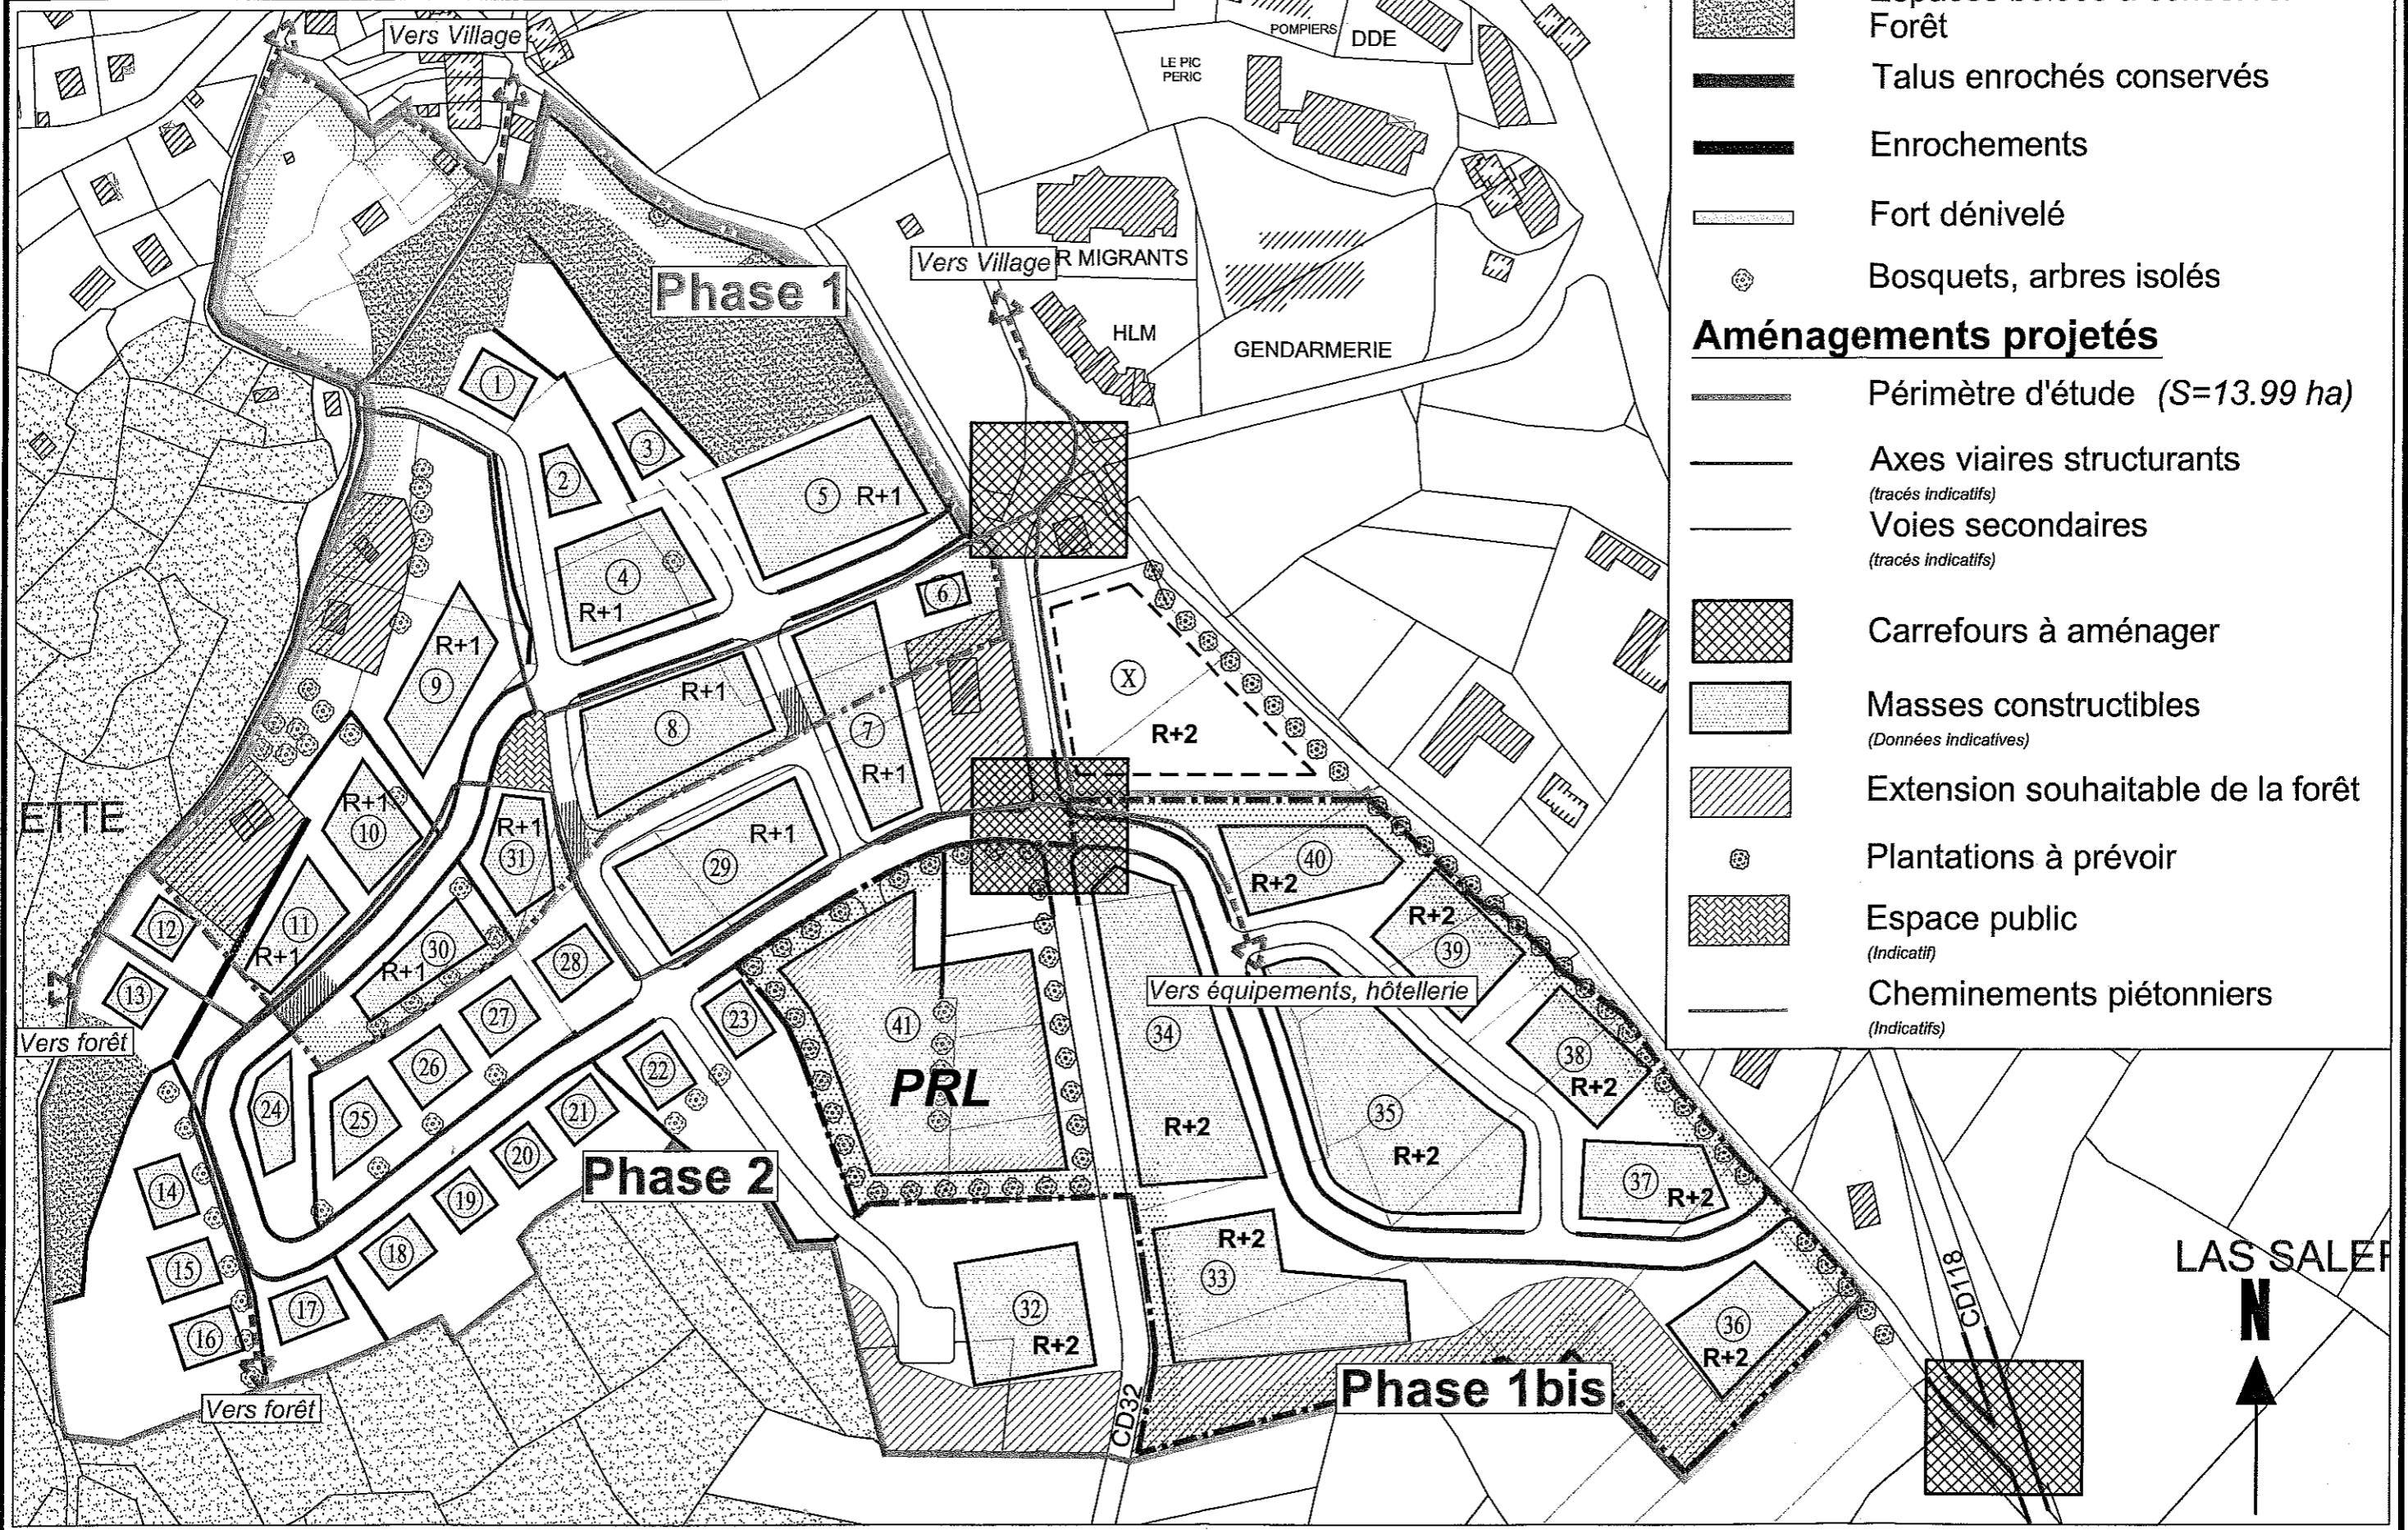 Vers Village
POMPIERS
DDE
LE PIC
PERIC
Vers Village
R MIGRANTS
HLM
GENDARMERIE
Phase 1
1
2
3
4
R+1
5
R+1
6
7
R+1
8
R+1
9
R+1
10
R+1
11
R+1
12
13
14
15
16
17
18
19
20
21
22
23
24
25
26
27
28
29
R+1
30
R+1
31
R+1
32
R+2
33
R+2
34
R+2
35
R+2
36
R+2
37
R+2
38
R+2
39
R+2
40
R+2
41
PRL
X
R+2
ETTE
Vers forêt
Vers forêt
Vers équipements, hôtellerie
Phase 2
Phase 1bis
CD32
CD118
LAS SALE
N
Forêt
Talus enrochés conservés
Enrochements
Fort dénivelé
Bosquets, arbres isolés
Aménagements projetés
Périmètre d'étude (S=13.99 ha)
Axes viaires structurants
(tracés indicatifs)
Voies secondaires
(tracés indicatifs)
Carrefours à aménager
Masses constructibles
(Données indicatives)
Extension souhaitable de la forêt
Plantations à prévoir
Espace public
(Indicatif)
Cheminements piétonniers
(Indicatifs)